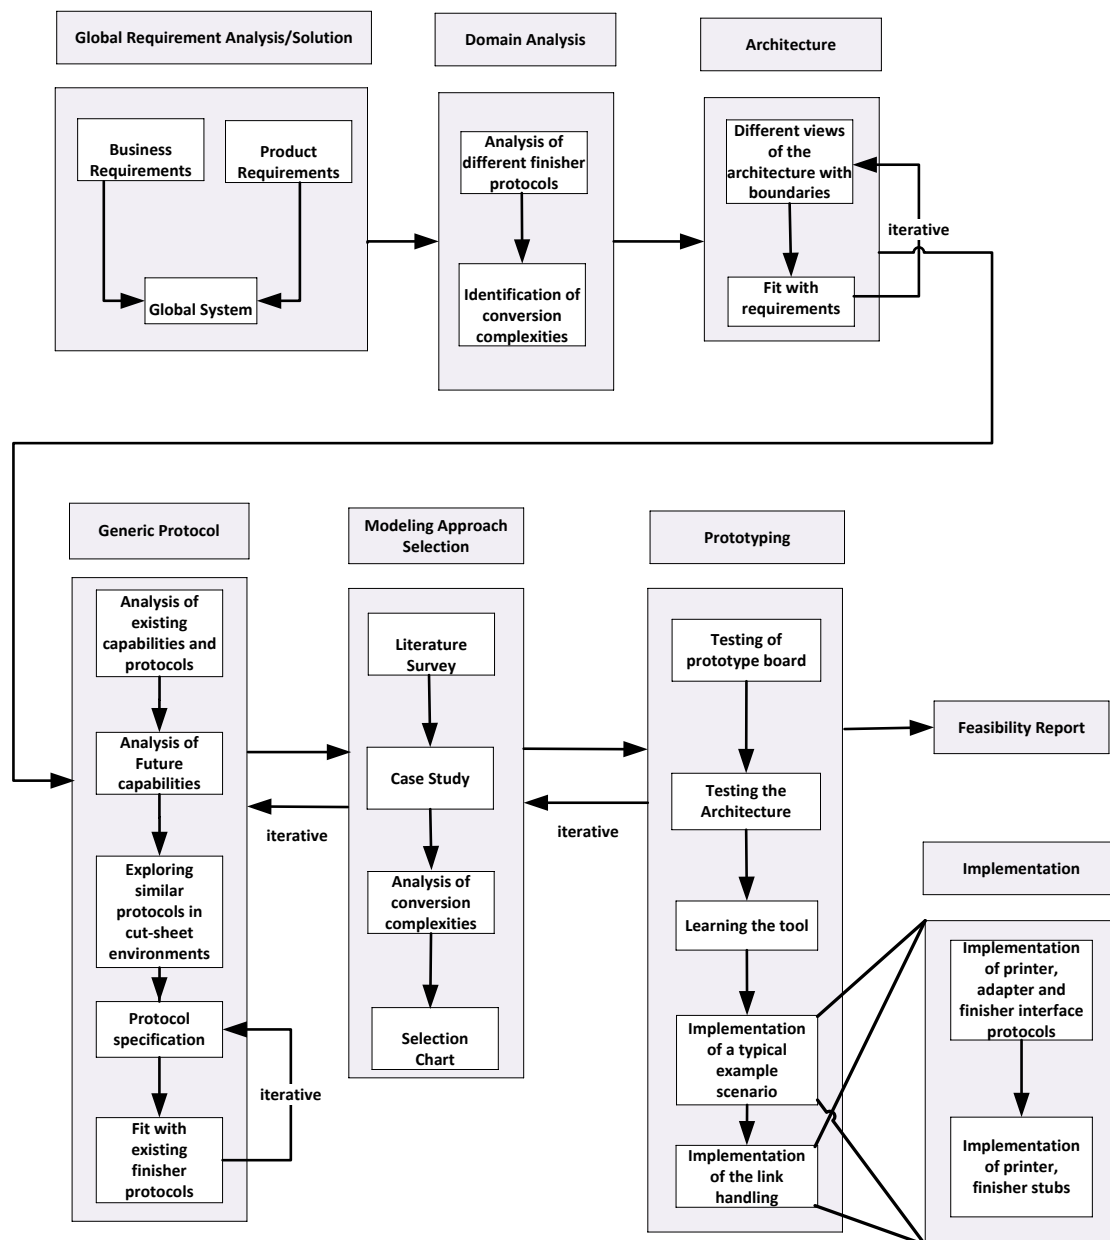 Global Requirement Analysis/Solution
Domain Analysis
Architecture
Business
Requirements
Product
Requirements
Global System
Analysis of
different finisher
protocols
Identification of
conversion
complexities
Different views
of the
architecture with
boundaries
iterative
Fit with
requirements
Generic Protocol
Modeling Approach
Selection
Prototyping
Analysis of
existing
capabilities and
protocols
Analysis of
Future
capabilities
Exploring
similar
protocols in
cut-sheet
environments
Protocol
specification
iterative
Fit with
existing
finisher
protocols
iterative
Literature
Survey
Case Study
Analysis of
conversion
complexities
Selection
Chart
iterative
Testing of
prototype board
Testing the
Architecture
Learning the tool
Implementation
of a typical
example
scenario
Implementation
of the link
handling
Feasibility Report
Implementation
Implementation
of printer,
adapter and
finisher interface
protocols
Implementation
of printer,
finisher stubs